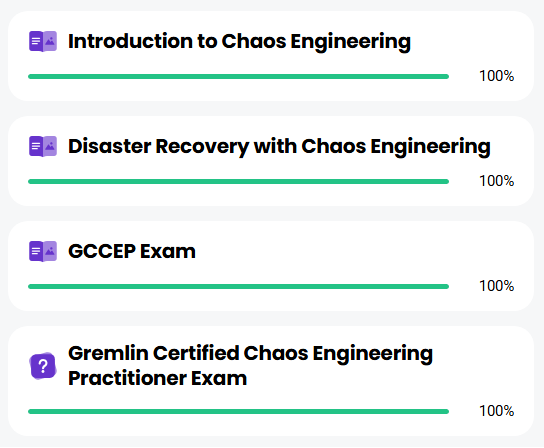 Introduction to Chaos Engineering
100%
Disaster Recovery with Chaos Engineering
100%
GCCEP Exam
100%
?
Gremlin Certified Chaos Engineering
Practitioner Exam
100%